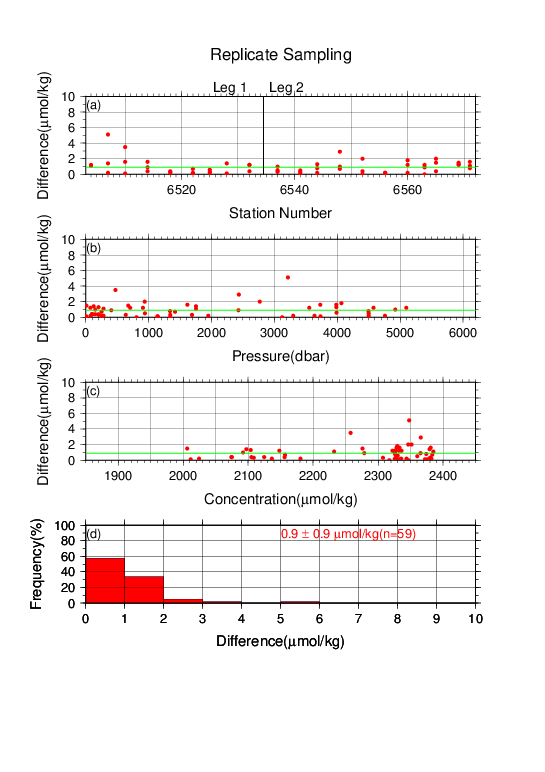 Replicate Sampling
Leg 1 Leg 2
(a)
Difference(μmol/kg)
10
8
6
4
2
0
6520 6540 6560
Station Number
(b)
Difference(μmol/kg)
10
8
6
4
2
0
0 1000 2000 3000 4000 5000 6000
Pressure(dbar)
(c)
Difference(μmol/kg)
10
8
6
4
2
0
1900 2000 2100 2200 2300 2400
Concentration(μmol/kg)
(d) 0.9 ± 0.9 μmol/kg(n=59)
Frequency(%)
100
80
60
40
20
0
0 1 2 3 4 5 6 7 8 9 10
Difference(μmol/kg)